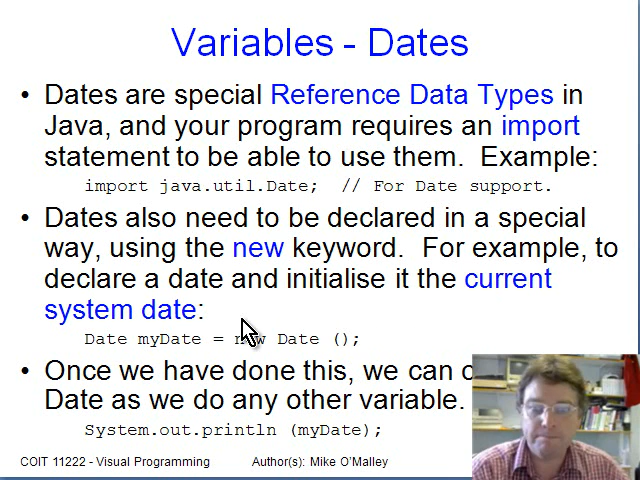 Variables - Dates
• Dates are special Reference Data Types in
Java, and your program requires an import
statement to be able to use them.  Example:
import java.util.Date;  // For Date support.
• Dates also need to be declared in a special
way, using the new keyword.  For example, to
declare a date and initialise it the current
system date:
Date myDate = new Date ();
• Once we have done this, we can
Date as we do any other variable.
System.out.println (myDate);
COIT 11222 - Visual Programming
Author(s): Mike O'Malley